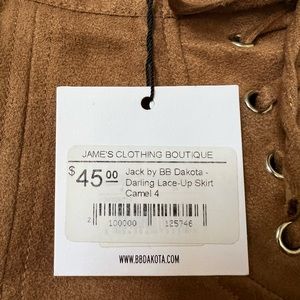 JAME'S CLOTHING BOUTIQUE
$45.00 Jack by BB Dakota -
Darling Lace-Up Skirt
Camel 4
2 100000 125746
WWW.BBDAKOTA.COM